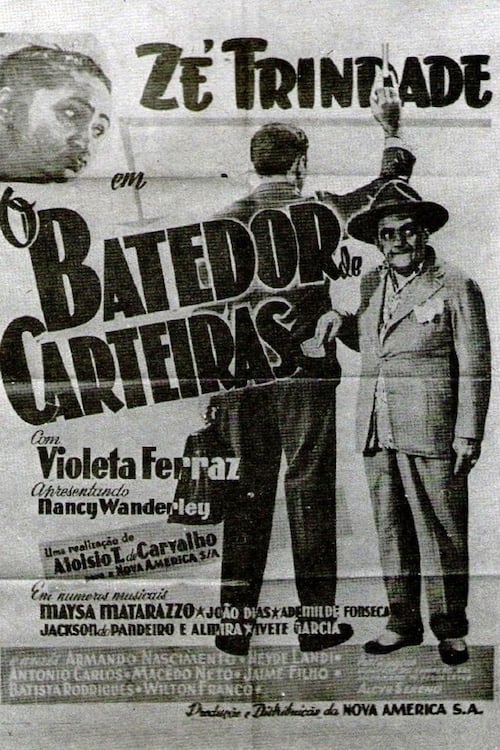 ZÉ TRINDADE
em
O BATEDOR de
CARTEIRAS
Com
Violeta Ferraz
Apresentando
Nancy Wanderley
Uma realização de
Aloisio T. de Carvalho
para a NOVA AMERICA S/A
Em numeros musicais
MAYSA MATARAZZO ★ JOÃO DIAS ★ ADEMILDE FONSECA
JACKSON do PANDEIRO E ALMIRA ★ IVETE GARCIA
e ainda ARMANDO NASCIMENTO • NEYDE LANDI •
ANTONIO CARLOS • MACEDO NETO • JAIME FILHO •
BATISTA RODRIGUES • WILTON FRANCO •
Produção e Distribuição da NOVA AMERICA S.A.